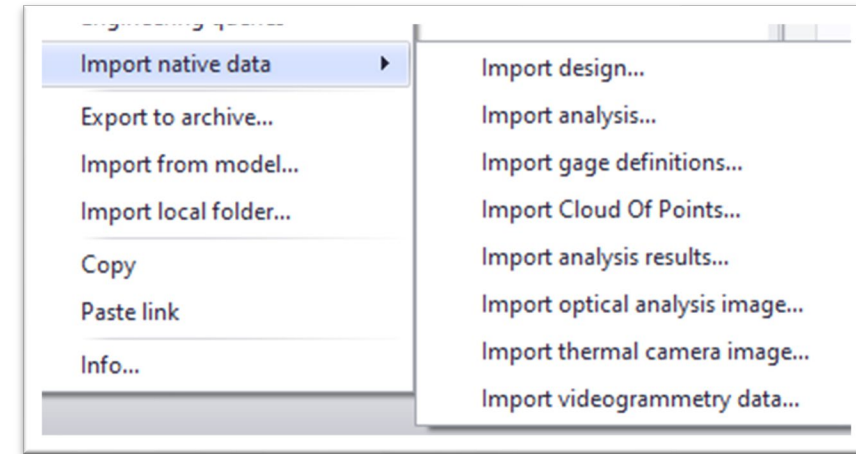 Import native data
Export to archive...
Import from model...
Import local folder...
Copy
Paste link
Info...
Import design...
Import analysis...
Import gage definitions...
Import Cloud Of Points...
Import analysis results...
Import optical analysis image...
Import thermal camera image...
Import videogrammetry data...